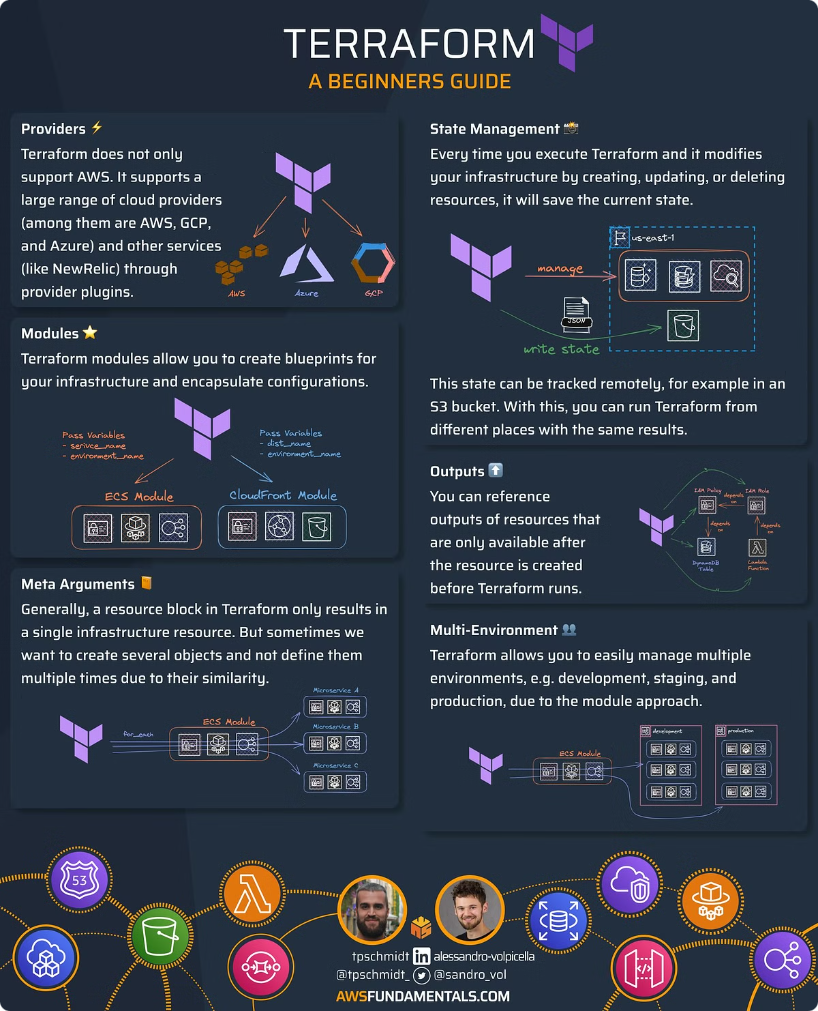 TERRAFORM
A BEGINNERS GUIDE
Providers
Terraform does not only
support AWS. It supports a
large range of cloud providers
(among them are AWS, GCP,
and Azure) and other services
(like NewRelic) through
provider plugins.
AWS
Azure
GCP
Modules
Terraform modules allow you to create blueprints for
your infrastructure and encapsulate configurations.
Pass Variables
- serivce_name
- environment_name
Pass Variables
- dist_name
- environment_name
ECS Module
CloudFront Module
Meta Arguments
Generally, a resource block in Terraform only results in
a single infrastructure resource. But sometimes we
want to create several objects and not define them
multiple times due to their similarity.
for_each
ECS Module
Microservice A
Microservice B
Microservice C
State Management
Every time you execute Terraform and it modifies
your infrastructure by creating, updating, or deleting
resources, it will save the current state.
us-east-1
manage
JSON
write state
This state can be tracked remotely, for example in an
S3 bucket. With this, you can run Terraform from
different places with the same results.
Outputs
You can reference
outputs of resources that
are only available after
the resource is created
before Terraform runs.
IAM Policy
IAM Role
depends
on
depends
on
depends
on
DynamoDB
Table
Lambda
Function
Multi-Environment
Terraform allows you to easily manage multiple
environments, e.g. development, staging, and
production, due to the module approach.
ECS Module
development
production
53
tpschmidt in alessandro-volpicella
@tpschmidt_ @sandro_vol
AWSFUNDAMENTALS.COM